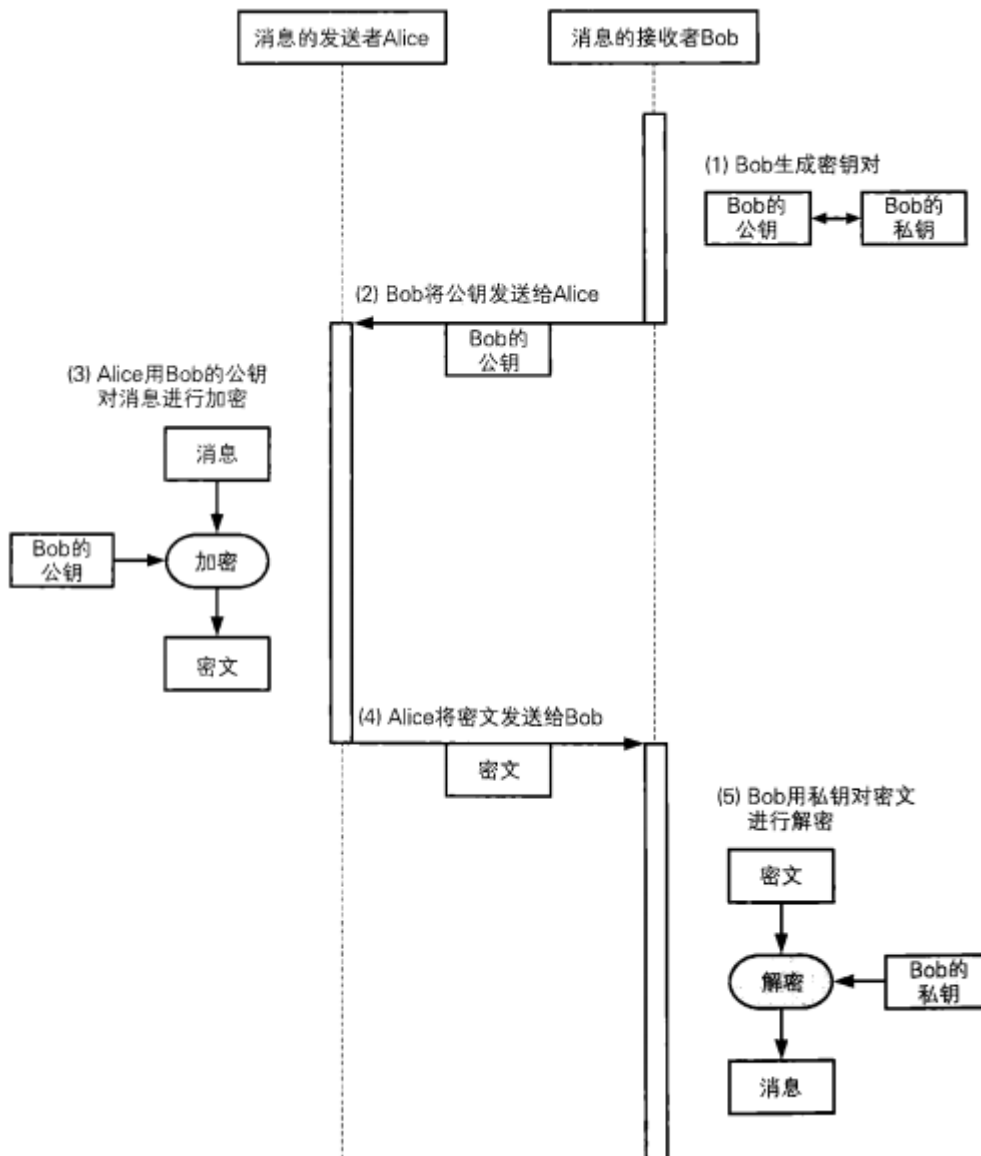 消息的发送者Alice
消息的接收者Bob
(1) Bob生成密钥对
Bob的
公钥
Bob的
私钥
(2) Bob将公钥发送给Alice
Bob的
公钥
(3) Alice用Bob的公钥
对消息进行加密
消息
Bob的
公钥
加密
密文
(4) Alice将密文发送给Bob
密文
(5) Bob用私钥对密文
进行解密
密文
解密
Bob的
私钥
消息